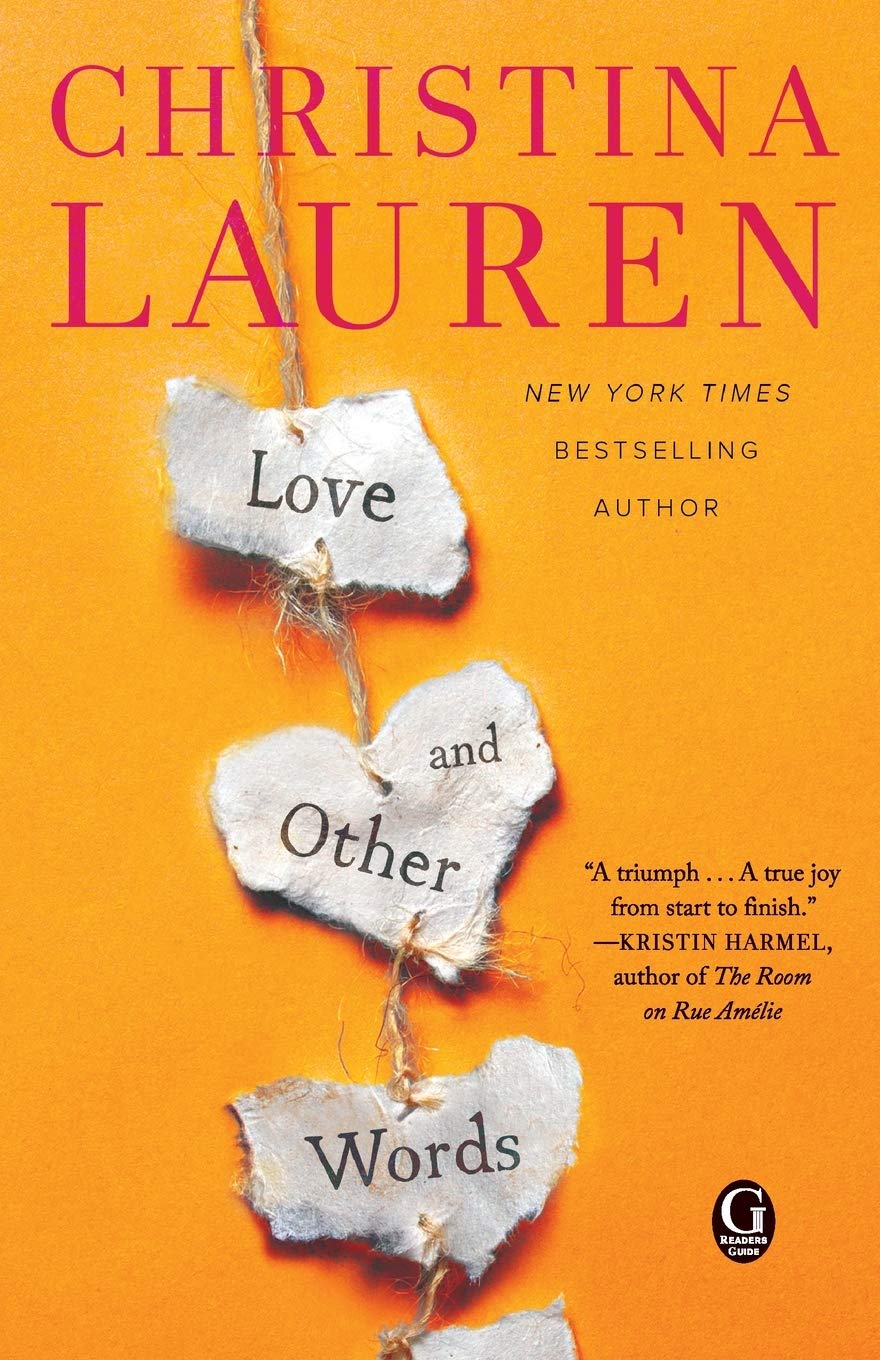 CHRISTINA
LAUREN
NEW YORK TIMES
BESTSELLING
AUTHOR
Love
and
Other
Words
“A triumph . . . A true joy
from start to finish.”
—KRISTIN HARMEL,
author of The Room
on Rue Amélie
G
READERS
GUIDE